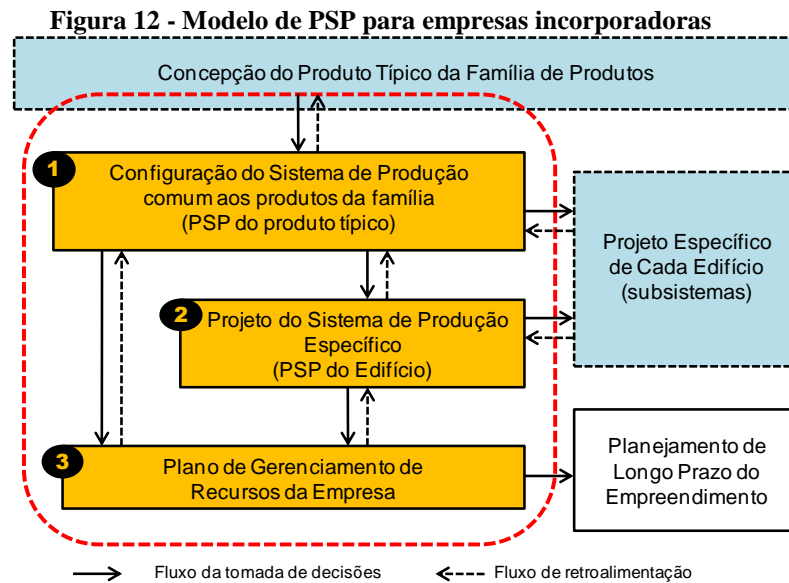 Figura 12 - Modelo de PSP para empresas incorporadoras
Concepção do Produto Típico da Família de Produtos
1
Configuração do Sistema de Produção
comum aos produtos da família
(PSP do produto típico)
Projeto Específico
de Cada Edifício
(subsistemas)
2
Projeto do Sistema de Produção
Específico
(PSP do Edifício)
3
Plano de Gerenciamento de
Recursos da Empresa
Planejamento de
Longo Prazo do
Empreendimento
Fluxo da tomada de decisões
Fluxo de retroalimentação